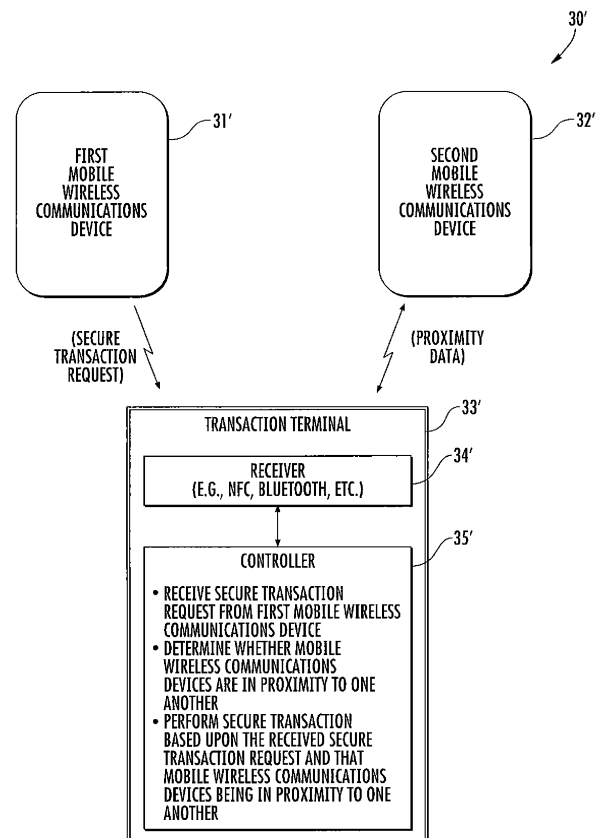 30'
31'
32'
FIRST
MOBILE
WIRELESS
COMMUNICATIONS
DEVICE
SECOND
MOBILE
WIRELESS
COMMUNICATIONS
DEVICE
(SECURE
TRANSACTION
REQUEST)
(PROXIMITY
DATA)
33'
TRANSACTION TERMINAL
34'
RECEIVER
(E.G., NFC, BLUETOOTH, ETC.)
35'
CONTROLLER
• RECEIVE SECURE TRANSACTION
REQUEST FROM FIRST MOBILE WIRELESS
COMMUNICATIONS DEVICE
• DETERMINE WHETHER MOBILE
WIRELESS COMMUNICATIONS
DEVICES ARE IN PROXIMITY TO ONE
ANOTHER
• PERFORM SECURE TRANSACTION
BASED UPON THE RECEIVED SECURE
TRANSACTION REQUEST AND THAT
MOBILE WIRELESS COMMUNICATIONS
DEVICES BEING IN PROXIMITY TO ONE
ANOTHER